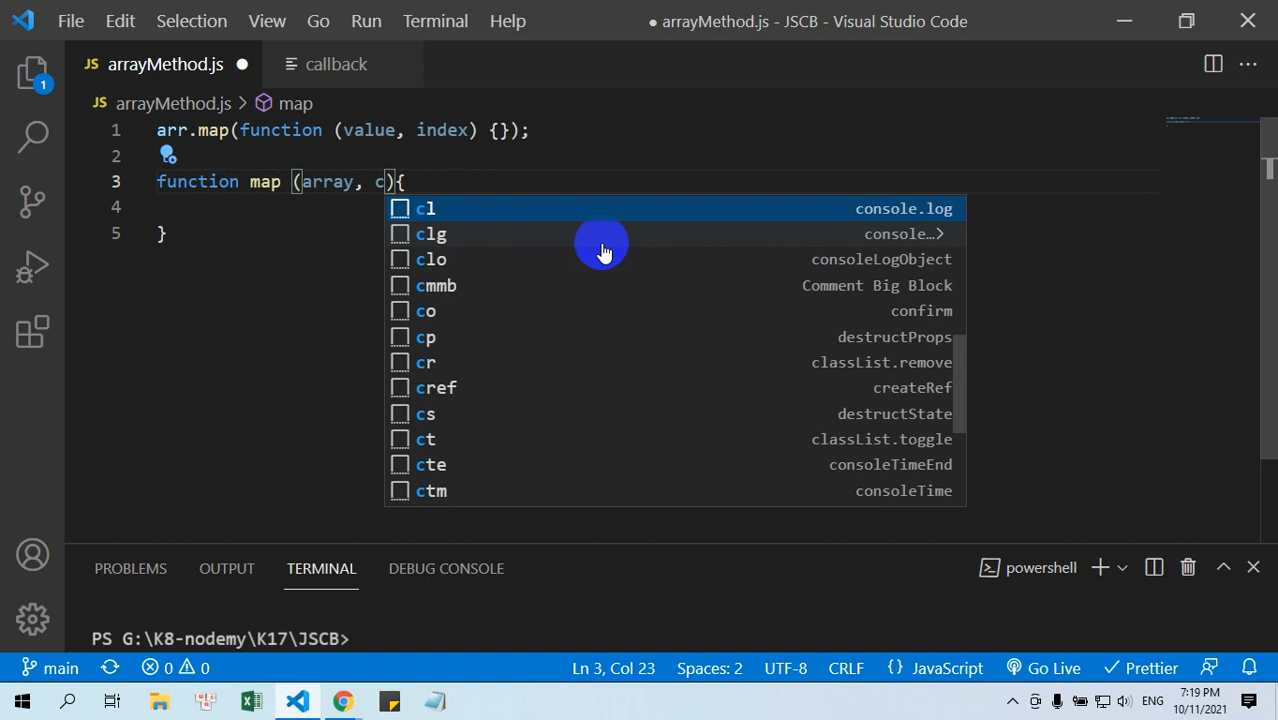 File Edit Selection View Go Run Terminal Help ● arrayMethod.js - JSCB - Visual Studio Code
JS arrayMethod.js ● callback
JS arrayMethod.js > map
1 arr.map(function (value, index) {});
2
3 function map (array, c){
4
5 }
cl console.log
clg console…>
clo consoleLogObject
cmmb Comment Big Block
co confirm
cp destructProps
cr classList.remove
cref createRef
cs destructState
ct classList.toggle
cte consoleTimeEnd
ctm consoleTime
1
PROBLEMS OUTPUT TERMINAL DEBUG CONSOLE powershell
PS G:\K8-nodemy\K17\JSCB>
main 0 0 Ln 3, Col 23 Spaces: 2 UTF-8 CRLF {} JavaScript Go Live Prettier
ENG 7:19 PM
10/11/2021